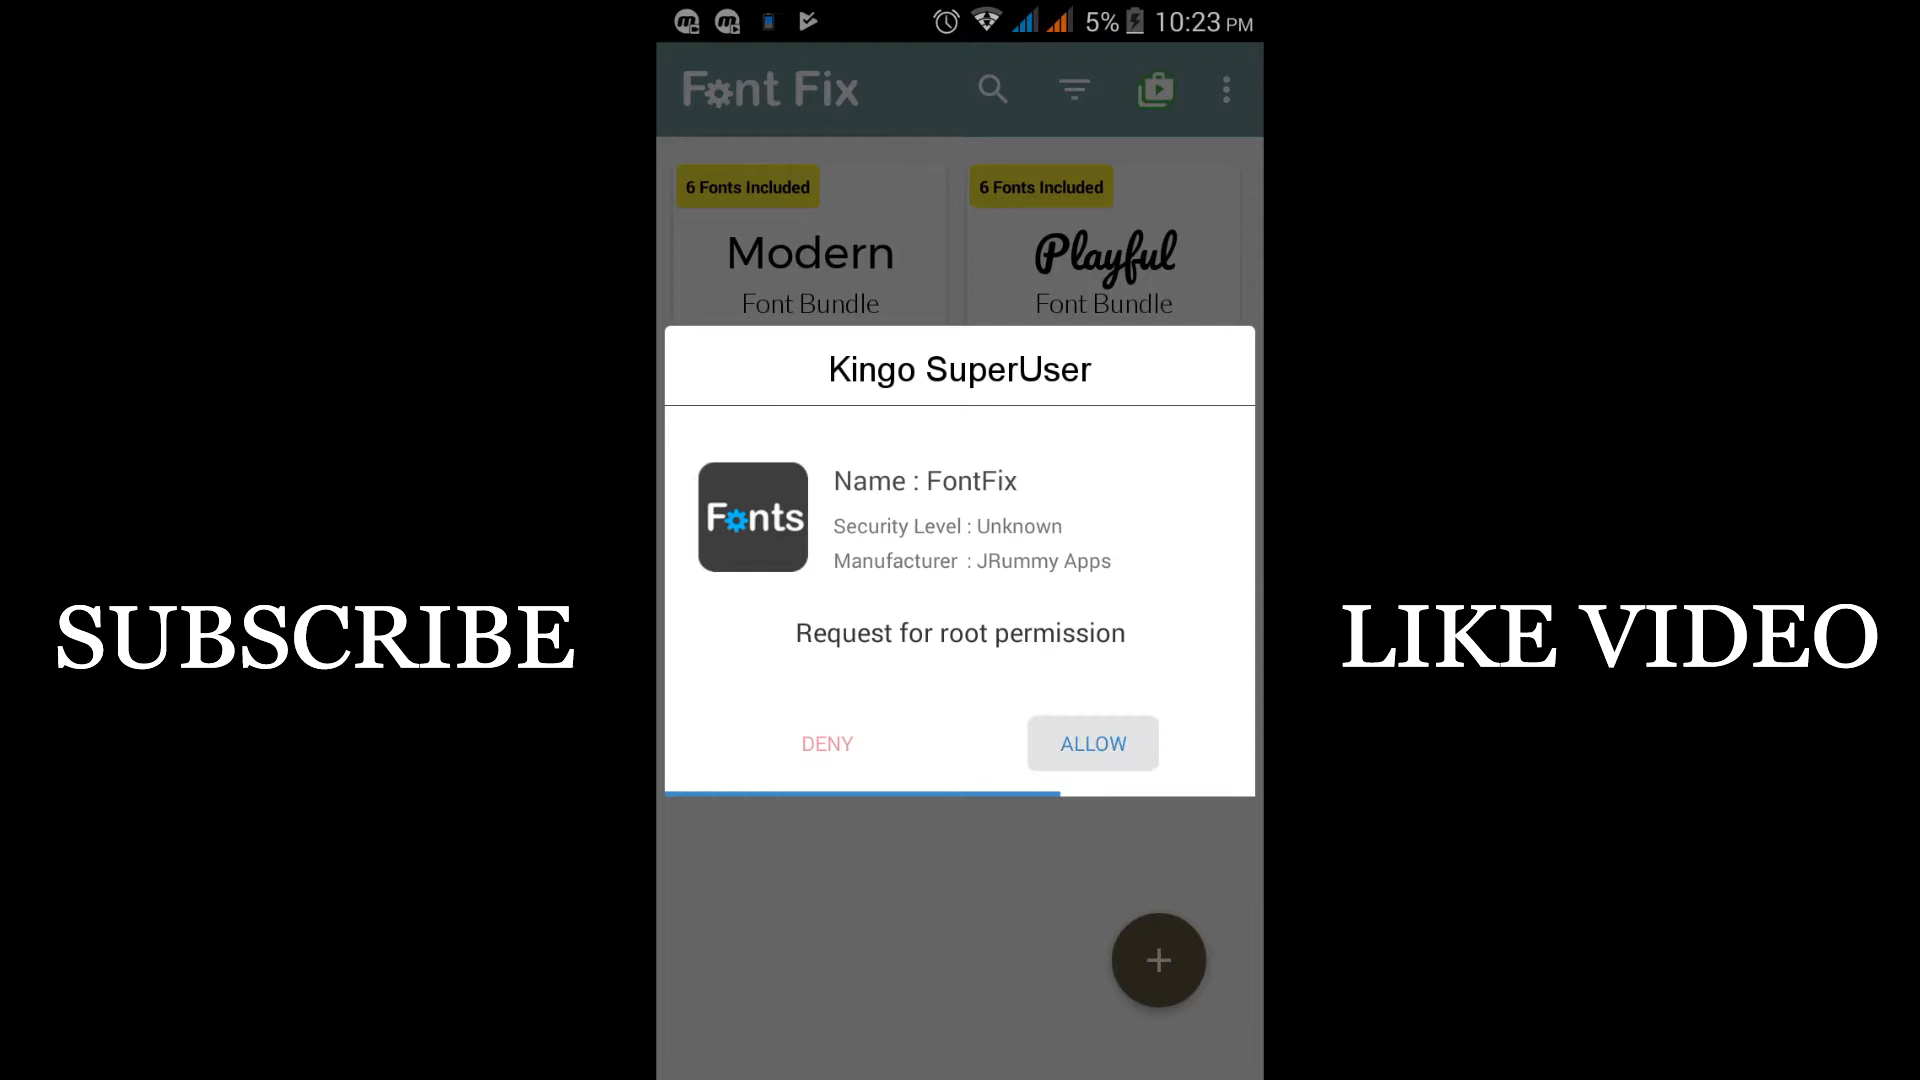 5% 10:23 PM
Font Fix
6 Fonts Included
6 Fonts Included
Modern
Font Bundle
Playful
Font Bundle
Kingo SuperUser
Fonts
Name : FontFix
Security Level : Unknown
Manufacturer : JRummy Apps
Request for root permission
DENY
ALLOW
SUBSCRIBE
LIKE VIDEO